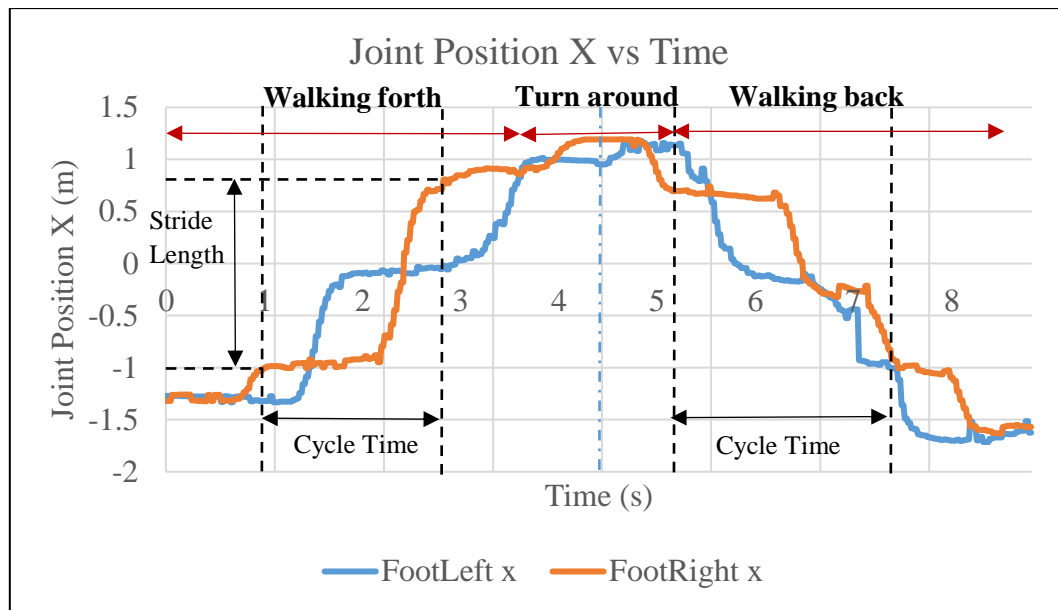 Joint Position X vs Time
Walking forth Turn around Walking back
1.5
1
0.5
0
-0.5
-1
-1.5
-2
Joint Position X (m)
Stride
Length
0 1 2 3 4 5 6 7 8
Cycle Time Cycle Time
Time (s)
FootLeft x FootRight x